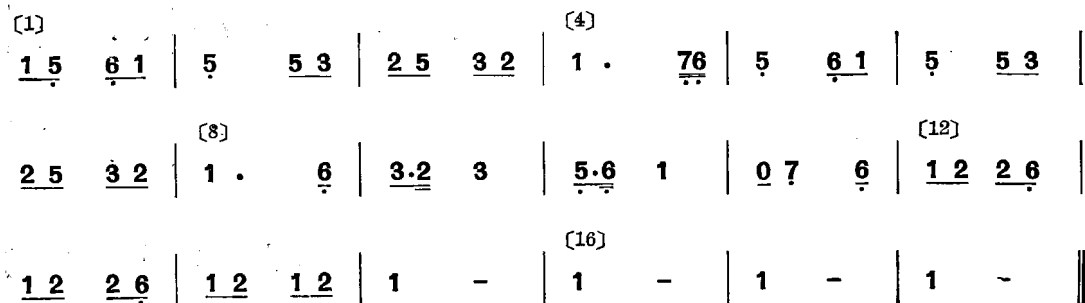 〔1〕 〔4〕
1 5 6 1 | 5 5 3 | 2 5 3 2 | 1 · 7 6 | 5 6 1 | 5 5 3 |
〔8〕 〔12〕
2 5 3 2 | 1 · 6 | 3·2 3 | 5·6 1 | 0 7 6 | 1 2 2 6 |
〔16〕
1 2 2 6 | 1 2 1 2 | 1 – | 1 – | 1 – | 1 – ‖